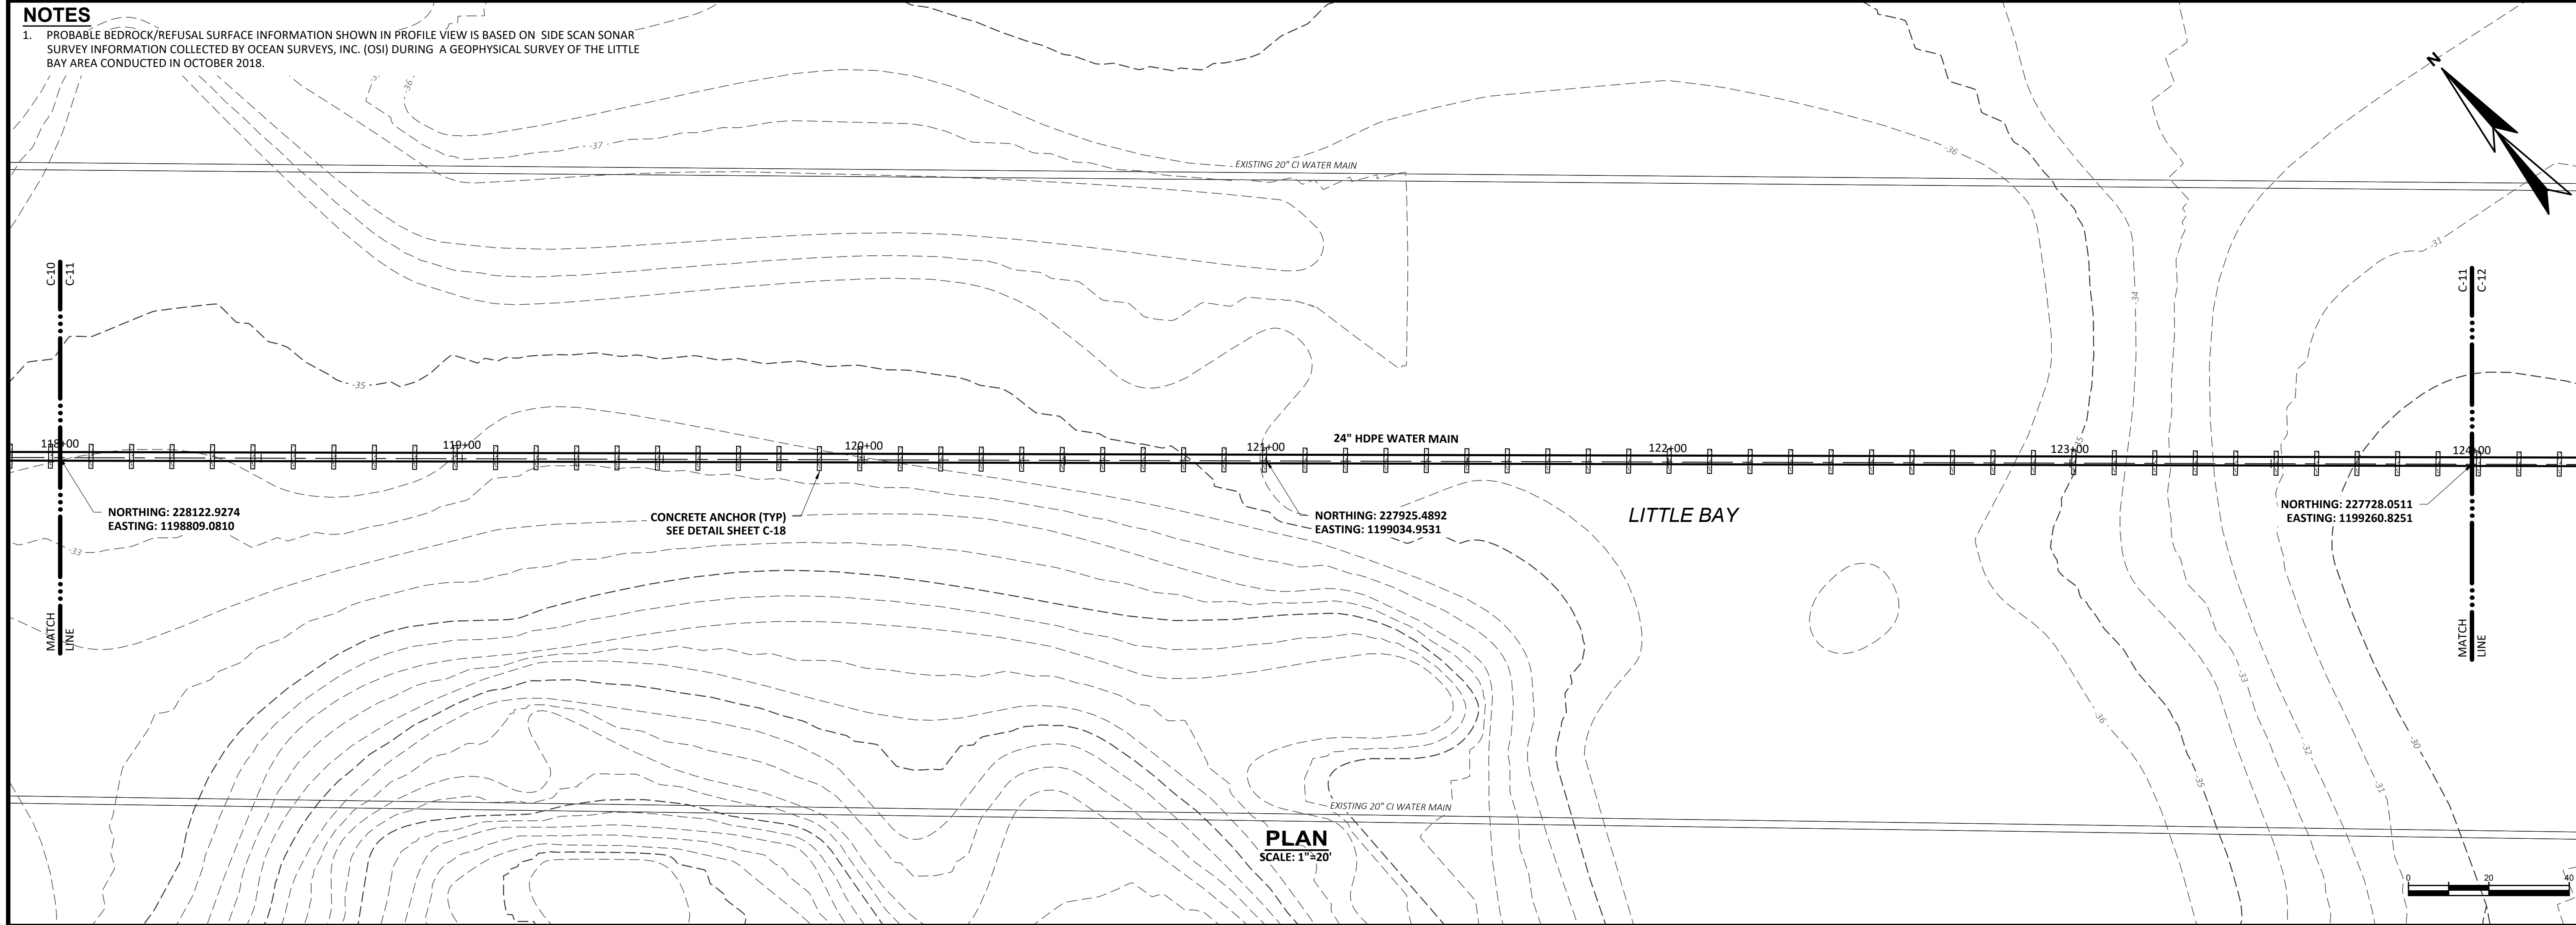 NOTES
1. PROBABLE BEDROCK/REFUSAL SURFACE INFORMATION SHOWN IN PROFILE VIEW IS BASED ON SIDE SCAN SONAR
SURVEY INFORMATION COLLECTED BY OCEAN SURVEYS, INC. (OSI) DURING A GEOPHYSICAL SURVEY OF THE LITTLE
BAY AREA CONDUCTED IN OCTOBER 2018.
N
-36
-37
EXISTING 20" CI WATER MAIN
-36
-31
-34
C-10
C-11
C-11
C-12
-35
118+00
119+00
120+00
121+00
24" HDPE WATER MAIN
122+00
123+00
124+00
-35
NORTHING: 228122.9274
EASTING: 1198809.0810
CONCRETE ANCHOR (TYP)
SEE DETAIL SHEET C-18
NORTHING: 227925.4892
EASTING: 1199034.9531
LITTLE BAY
NORTHING: 227728.0511
EASTING: 1199260.8251
-33
MATCH
LINE
MATCH
LINE
-33
-36
-32
-30
-35
-31
EXISTING 20" CI WATER MAIN
PLAN
SCALE: 1"=20'
0 20 40